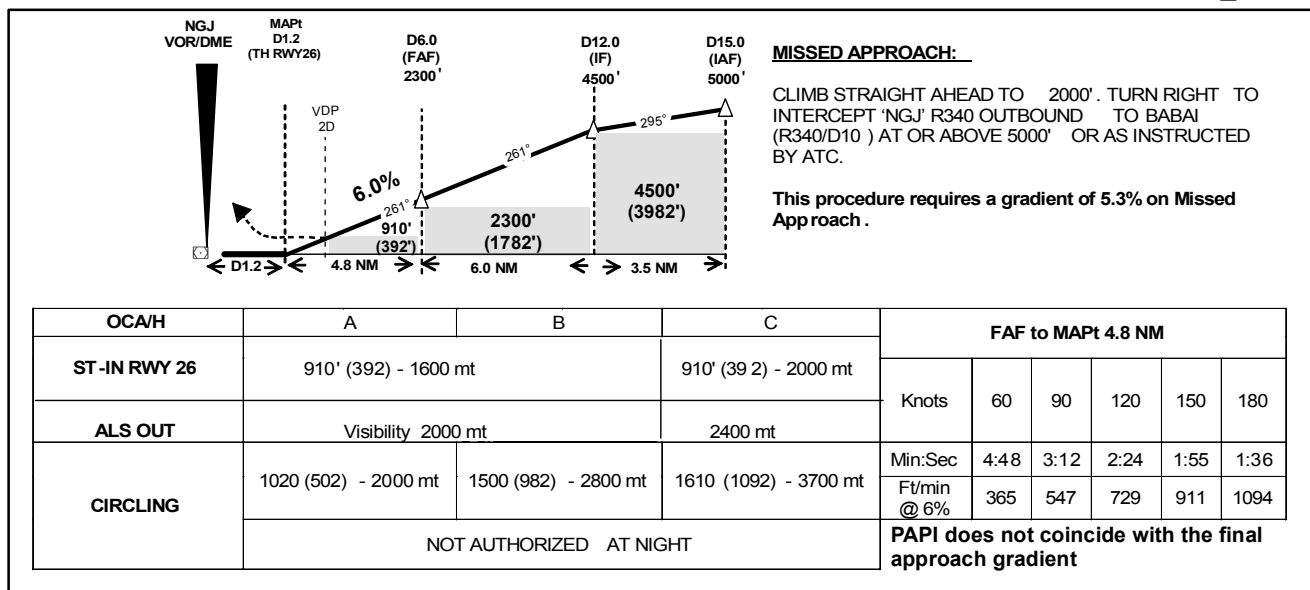 NGJ
VOR/DME
MAPt
D1.2
(TH RWY26)
D6.0
(FAF)
2300'
D12.0
(IF)
4500'
D15.0
(IAF)
5000'
VDP
2D
6.0%
261°
261°
295°
910'
(392')
2300'
(1782')
4500'
(3982')
D1.2
4.8 NM
6.0 NM
3.5 NM
MISSED APPROACH:
CLIMB STRAIGHT AHEAD TO 2000'. TURN RIGHT TO
INTERCEPT 'NGJ' R340 OUTBOUND TO BABAI
(R340/D10 ) AT OR ABOVE 5000' OR AS INSTRUCTED
BY ATC.
This procedure requires a gradient of 5.3% on Missed
Approach .
OCA/H A B C
ST-IN RWY 26 910' (392) - 1600 mt 910' (39 2) - 2000 mt
ALS OUT Visibility 2000 mt 2400 mt
CIRCLING 1020 (502) - 2000 mt 1500 (982) - 2800 mt 1610 (1092) - 3700 mt
NOT AUTHORIZED AT NIGHT
FAF to MAPt 4.8 NM
Knots 60 90 120 150 180
Min:Sec 4:48 3:12 2:24 1:55 1:36
Ft/min
@ 6% 365 547 729 911 1094
PAPI does not coincide with the final
approach gradient